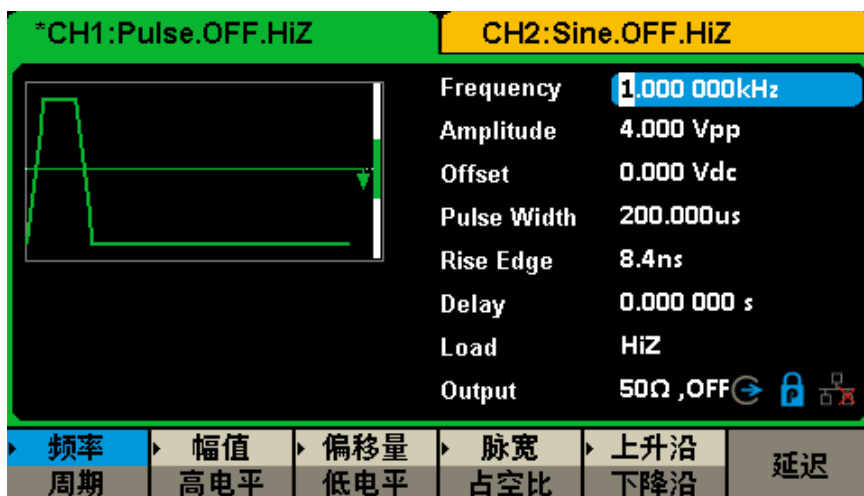 *CH1:Pulse.OFF.HiZ
CH2:Sine.OFF.HiZ
Frequency 1.000 000kHz
Amplitude 4.000 Vpp
Offset 0.000 Vdc
Pulse Width 200.000us
Rise Edge 8.4ns
Delay 0.000 000 s
Load HiZ
Output 50Ω ,OFF P
频率 幅值 偏移量 脉宽 上升沿 延迟
周期 高电平 低电平 占空比 下降沿